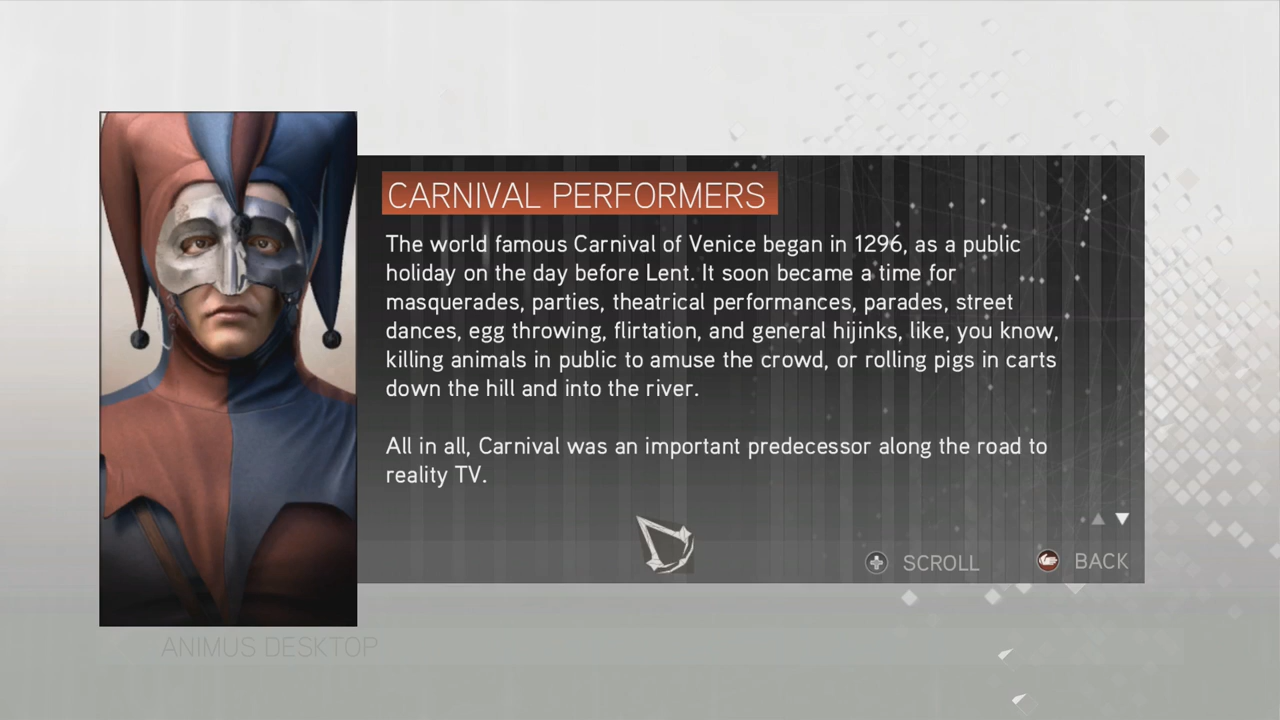 CARNIVAL PERFORMERS
The world famous Carnival of Venice began in 1296, as a public
holiday on the day before Lent. It soon became a time for
masquerades, parties, theatrical performances, parades, street
dances, egg throwing, flirtation, and general hijinks, like, you know,
killing animals in public to amuse the crowd, or rolling pigs in carts
down the hill and into the river.
All in all, Carnival was an important predecessor along the road to
reality TV.
SCROLL
BACK
ANIMUS DESKTOP